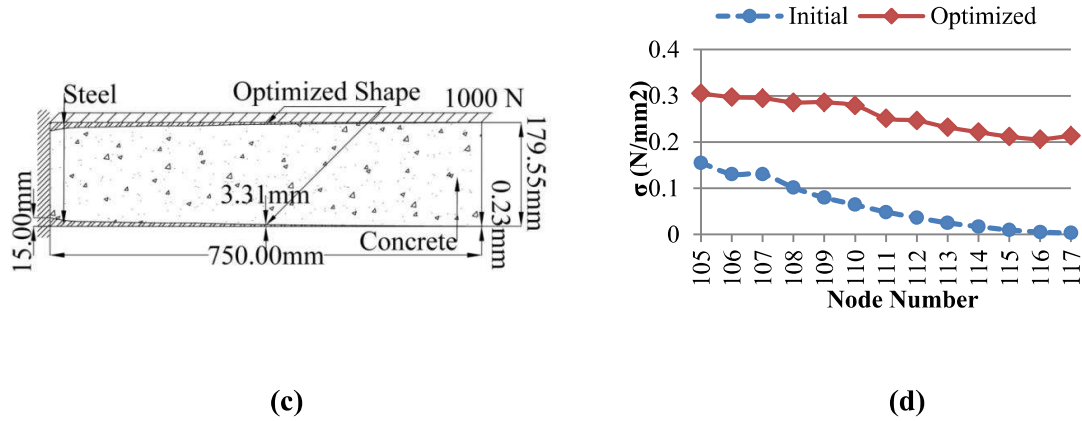 Steel
Optimized Shape
1000 N
179.55mm
3.31mm
0.23mm
15.00mm
Concrete
750.00mm
(c)
Initial
Optimized
0.4
0.3
0.2
0.1
0
σ (N/mm2)
105
106
107
108
109
110
111
112
113
114
115
116
117
Node Number
(d)